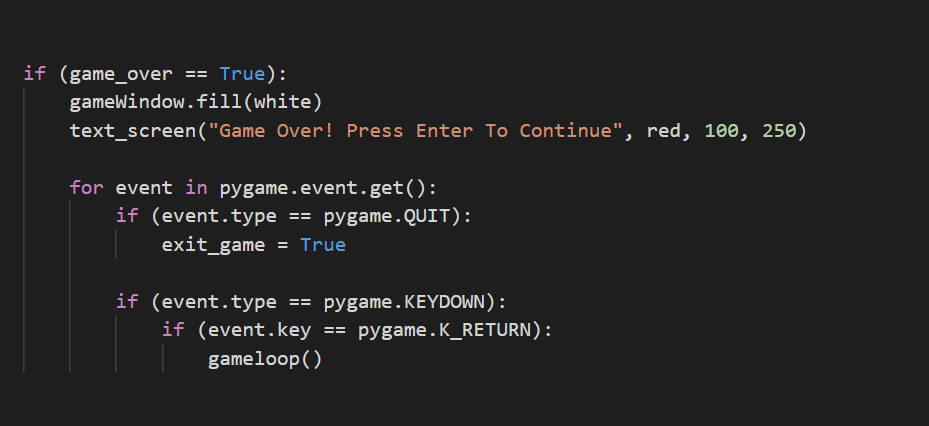 if (game_over == True):
    gameWindow.fill(white)
    text_screen("Game Over! Press Enter To Continue", red, 100, 250)

    for event in pygame.event.get():
        if (event.type == pygame.QUIT):
            exit_game = True

        if (event.type == pygame.KEYDOWN):
            if (event.key == pygame.K_RETURN):
                gameloop()